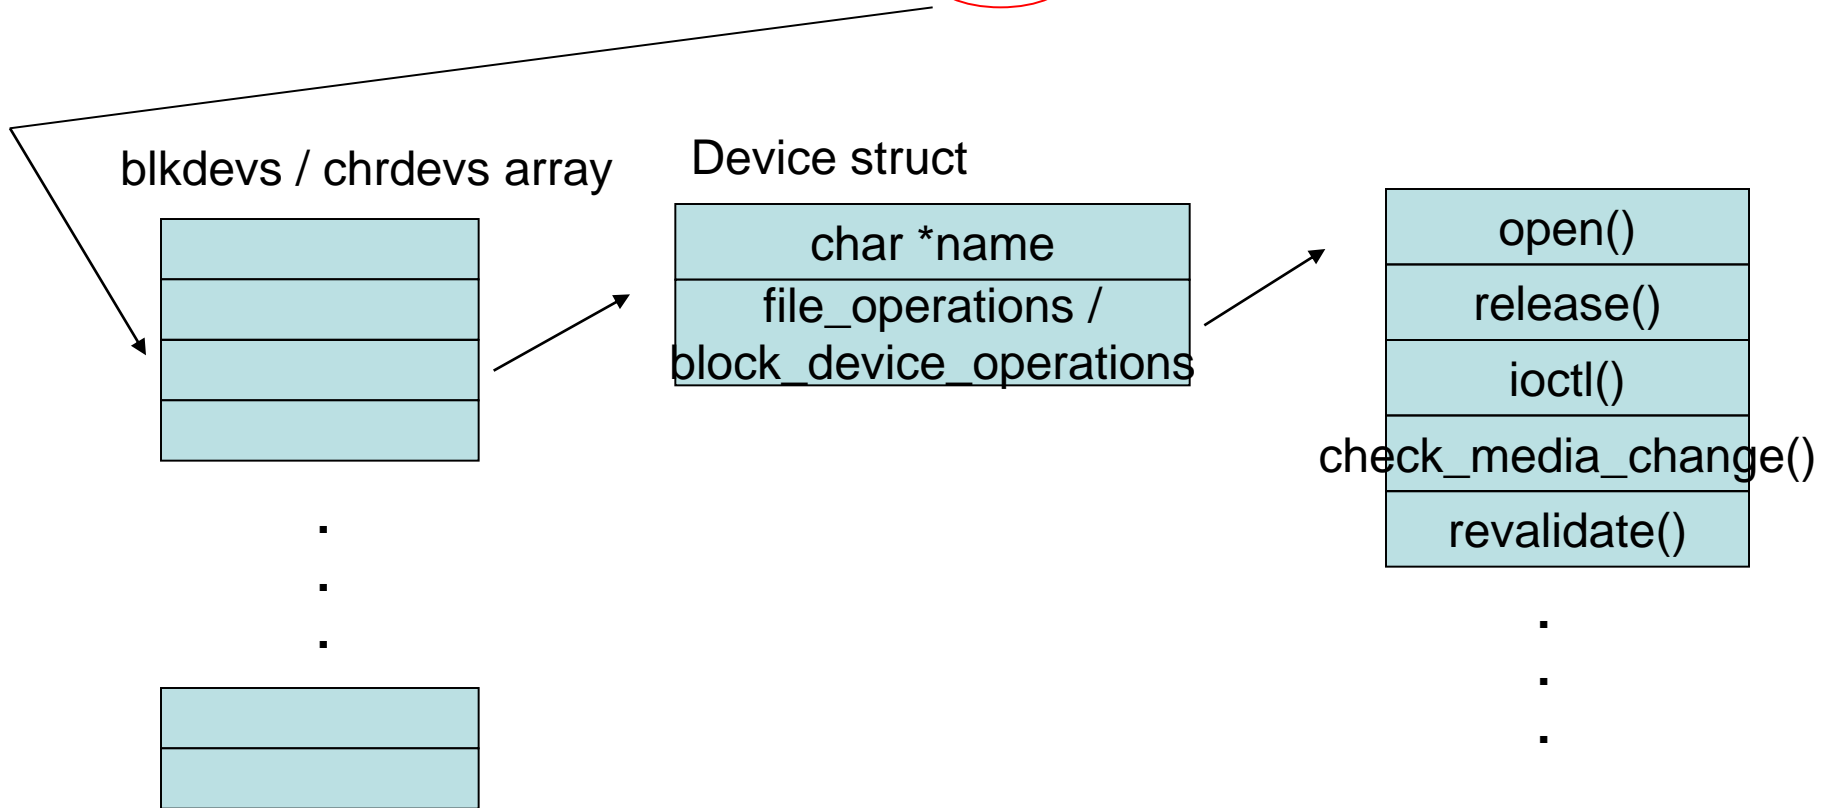 blkdevs / chrdevs array
Device struct
char *name
file_operations /
block_device_operations
open()
release()
ioctl()
check_media_change()
revalidate()
.
.
.
.
.
.